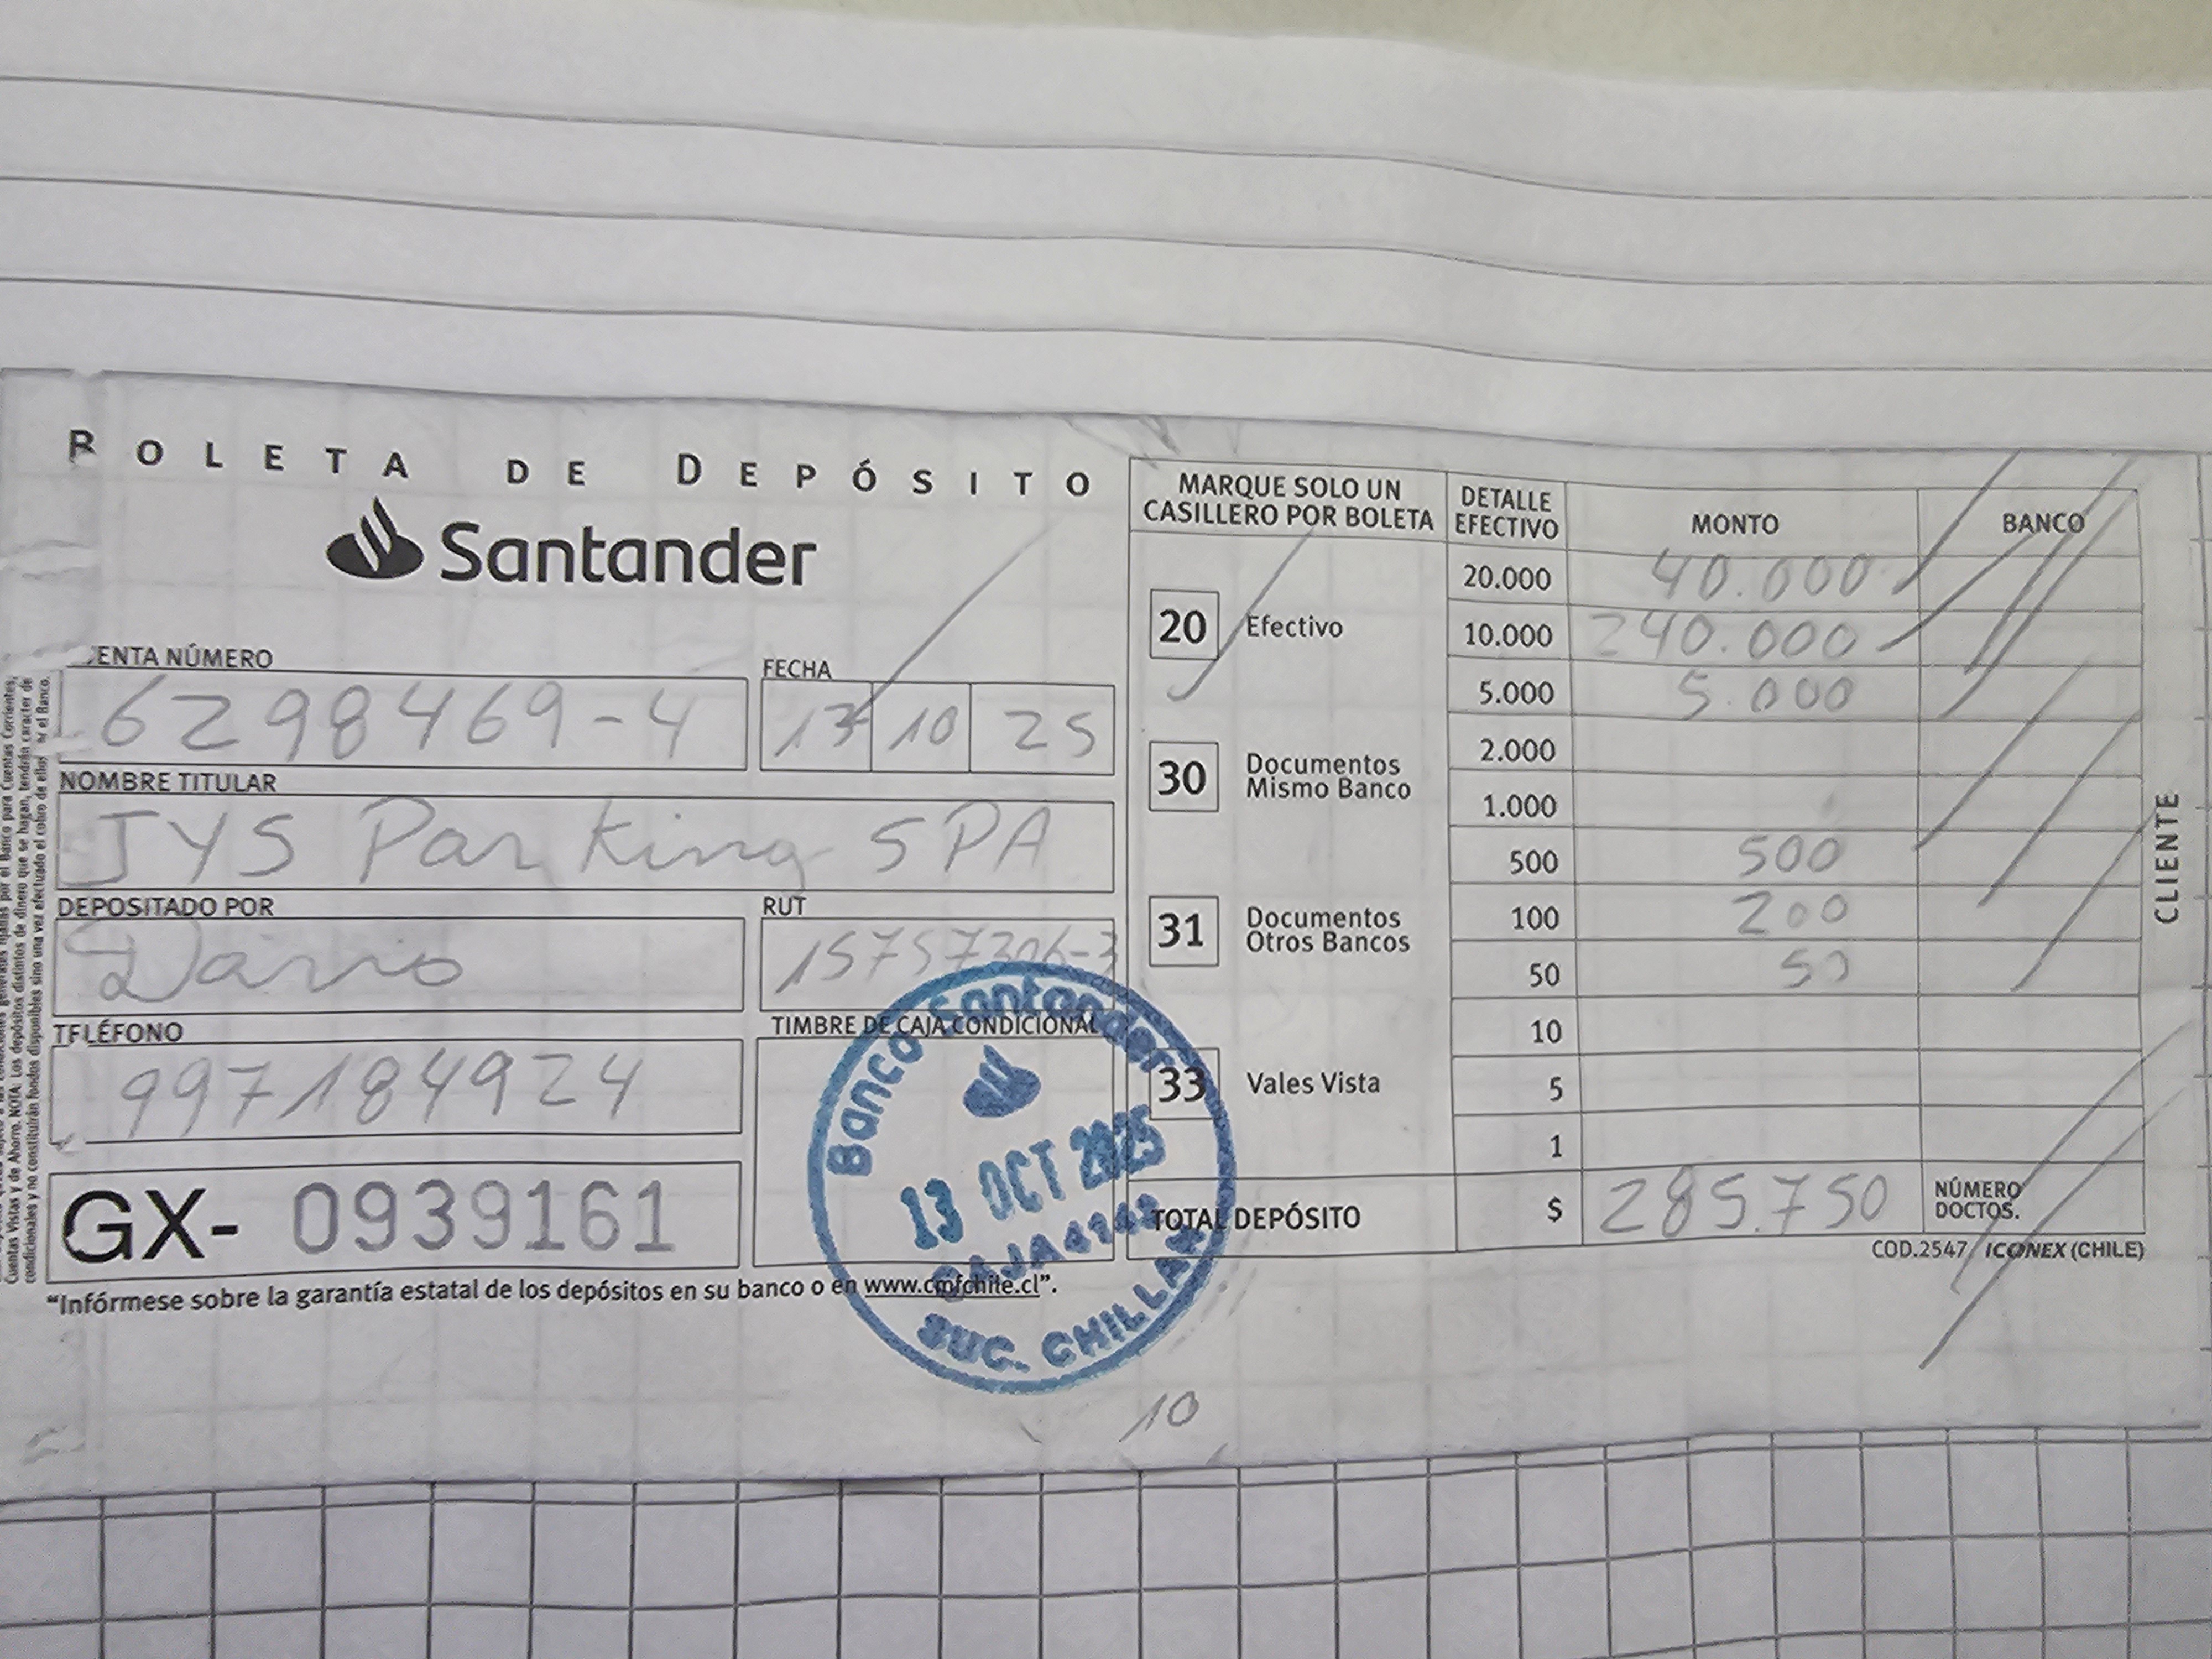 BOLETA DE DEPÓSITO
Santander
ENTA NÚMERO
6298469-4
FECHA
13 10 25
NOMBRE TITULAR
JYS Parking SPA
DEPOSITADO POR
Dario
RUT
15757306-3
TELÉFONO
997184924
TIMBRE DE CAJA CONDICIONAL
GX- 0939161
"Infórmese sobre la garantía estatal de los depósitos en su banco o en www.cmfchile.cl".
Banco Santander
13 OCT 2025
CAJA
SUC. CHILLAN
MARQUE SOLO UN
CASILLERO POR BOLETA
20 Efectivo
30 Documentos
Mismo Banco
31 Documentos
Otros Bancos
33 Vales Vista
DETALLE
EFECTIVO
MONTO
BANCO
20.000 40.000
10.000 240.000
5.000 5.000
2.000
1.000
500 500
100 200
50 50
10
5
1
TOTAL DEPÓSITO $ 285.750
NÚMERO
DOCTOS.
COD.2547 / ICONEX (CHILE)
CLIENTE
10